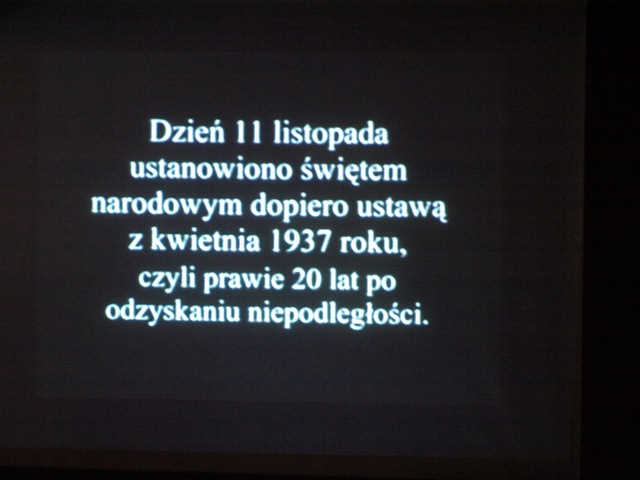 Dzień 11 listopada
ustanowiono świętem
narodowym dopiero ustawą
z kwietnia 1937 roku,
czyli prawie 20 lat po
odzyskaniu niepodległości.